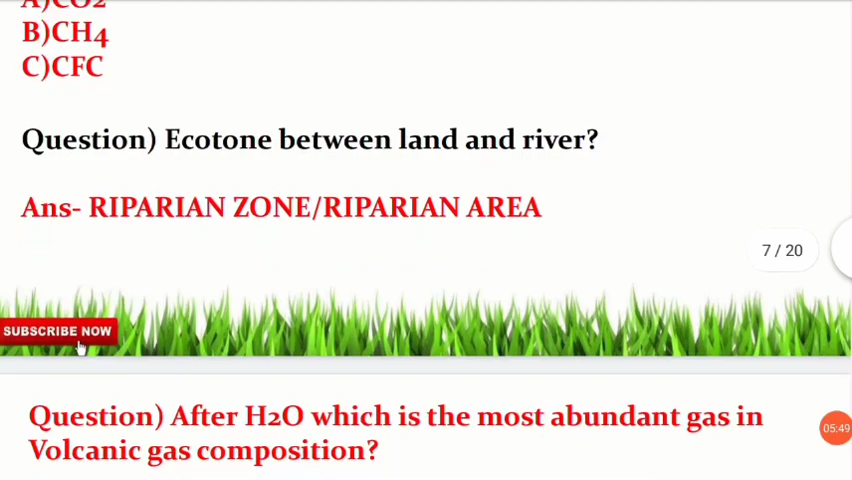 A)CO2
B)CH4
C)CFC
Question) Ecotone between land and river?
Ans- RIPARIAN ZONE/RIPARIAN AREA
7 / 20
SUBSCRIBE NOW
Question) After H2O which is the most abundant gas in
05:49
Volcanic gas composition?